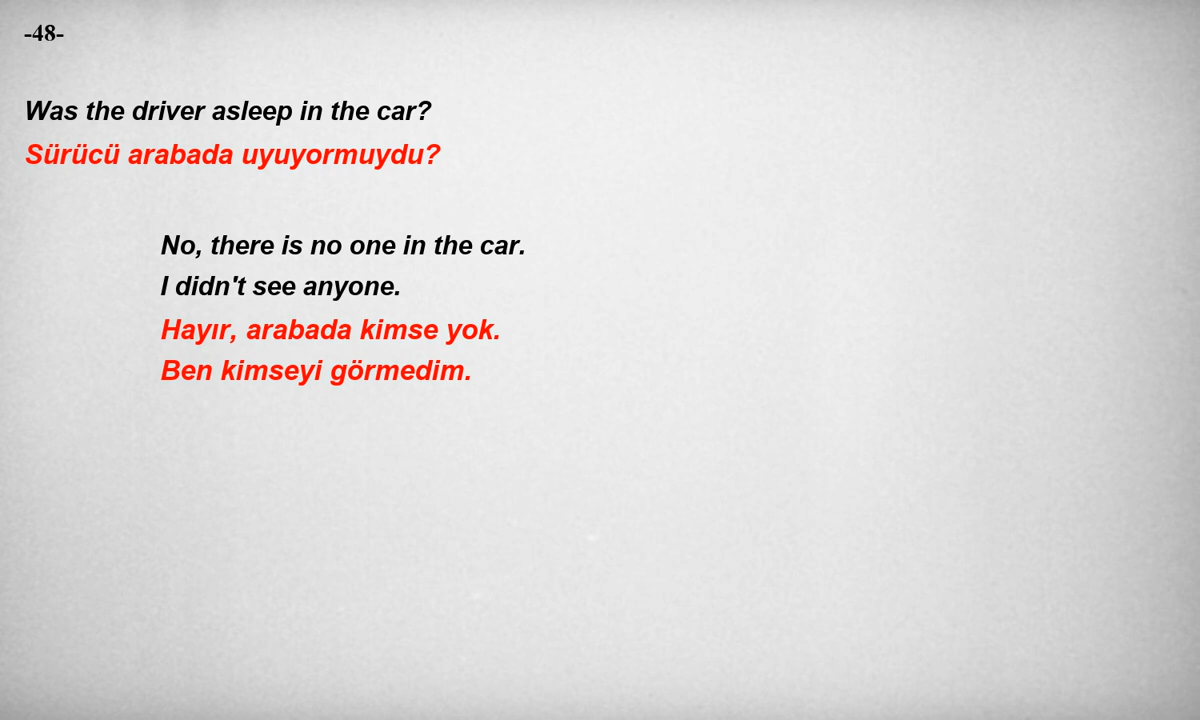 -48-
Was the driver asleep in the car?
Sürücü arabada uyuyormuydu?
No, there is no one in the car.
I didn't see anyone.
Hayır, arabada kimse yok.
Ben kimseyi görmedim.